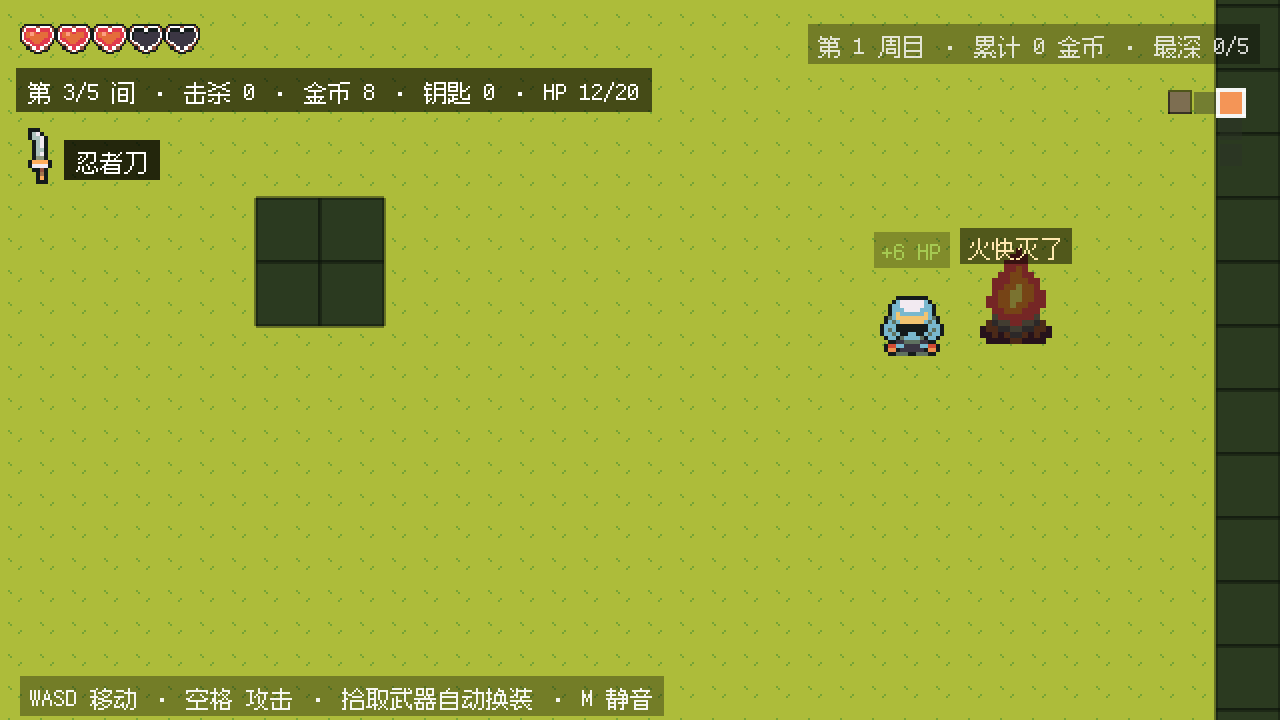 第 1 周目 · 累计 0 金币 · 最深 0/5
第 3/5 间 · 击杀 0 · 金币 8 · 钥匙 0 · HP 12/20
忍者刀
+6 HP
火快灭了
WASD 移动 · 空格 攻击 · 拾取武器自动换装 · M 静音